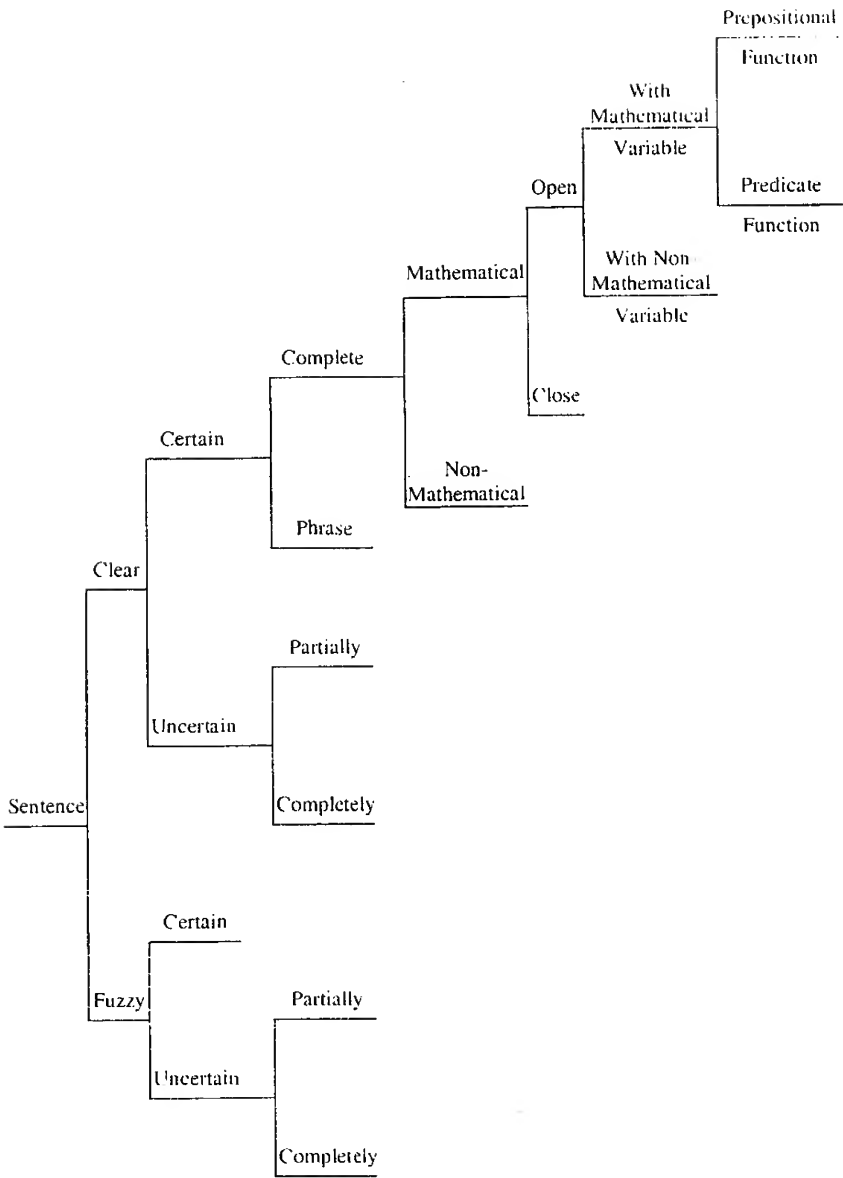 Prepositional
Function
With
Mathematical
Variable
Open
Predicate
Function
Mathematical
With Non
Mathematical
Variable
Complete
Close
Certain
Non-
Mathematical
Phrase
Clear
Partially
Uncertain
Sentence
Completely
Certain
Fuzzy
Partially
Uncertain
Completely